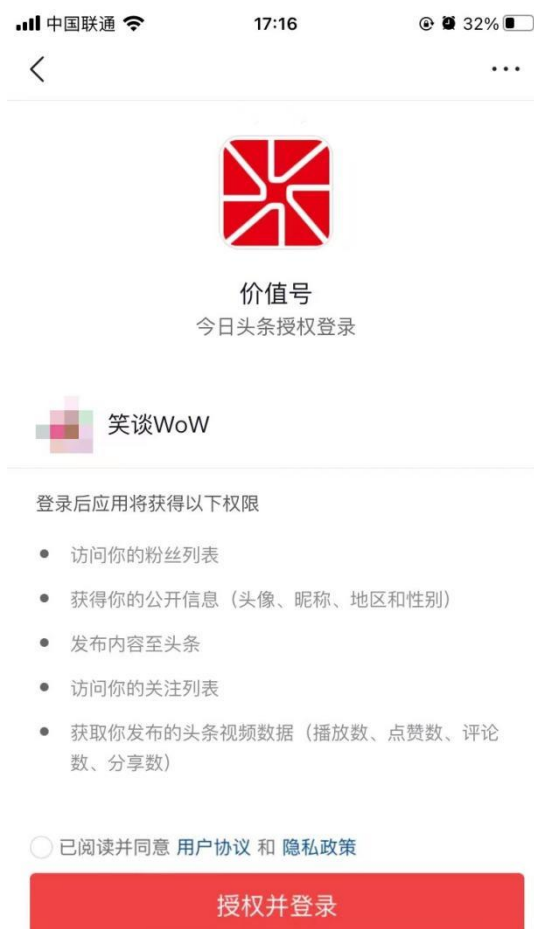 中国联通 17:16 32%
价值号
今日头条授权登录
笑谈WoW
登录后应用将获得以下权限
访问你的粉丝列表
获得你的公开信息（头像、昵称、地区和性别）
发布内容至头条
访问你的关注列表
获取你发布的头条视频数据（播放数、点赞数、评论
数、分享数）
已阅读并同意 用户协议 和 隐私政策
授权并登录